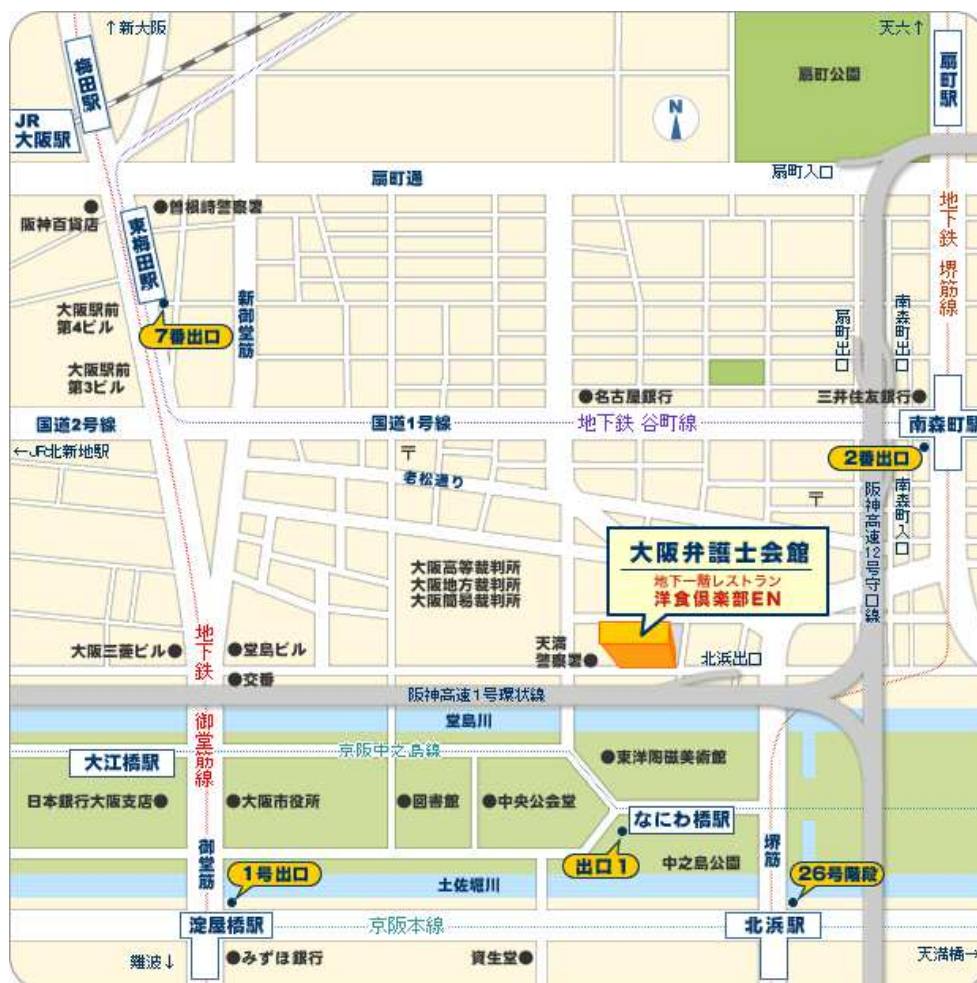 ↑新大阪
天六↑
梅田駅
扇町公園
扇町駅
JR
大阪駅
N
扇町通
扇町入口
阪神百貨店
●曽根崎警察署
東梅田駅
地下鉄 堺筋線
新御堂筋
大阪駅前
第4ビル
7番出口
扇町出口
南森町出口
大阪駅前
第3ビル
●名古屋銀行
三井住友銀行●
国道2号線
国道1号線
地下鉄 谷町線
南森町駅
←JR北新地駅
〒
2番出口
老松通り
〒
南森町入口
阪神高速12号守口線
大阪弁護士会館
地下一階レストラン
洋食倶楽部EN
大阪高等裁判所
大阪地方裁判所
大阪簡易裁判所
地下鉄 御堂筋線
大阪三菱ビル●
●堂島ビル
天満
警察署●
北浜出口
●交番
阪神高速1号環状線
堂島川
京阪中之島線
大江橋駅
●東洋陶磁美術館
日本銀行大阪支店●
●大阪市役所
●図書館
●中央公会堂
なにわ橋駅
御堂筋
堺筋
1号出口
出口1
中之島公園
26号階段
土佐堀川
淀屋橋駅
京阪本線
北浜駅
難波↓
●みずほ銀行
資生堂●
天満橋→